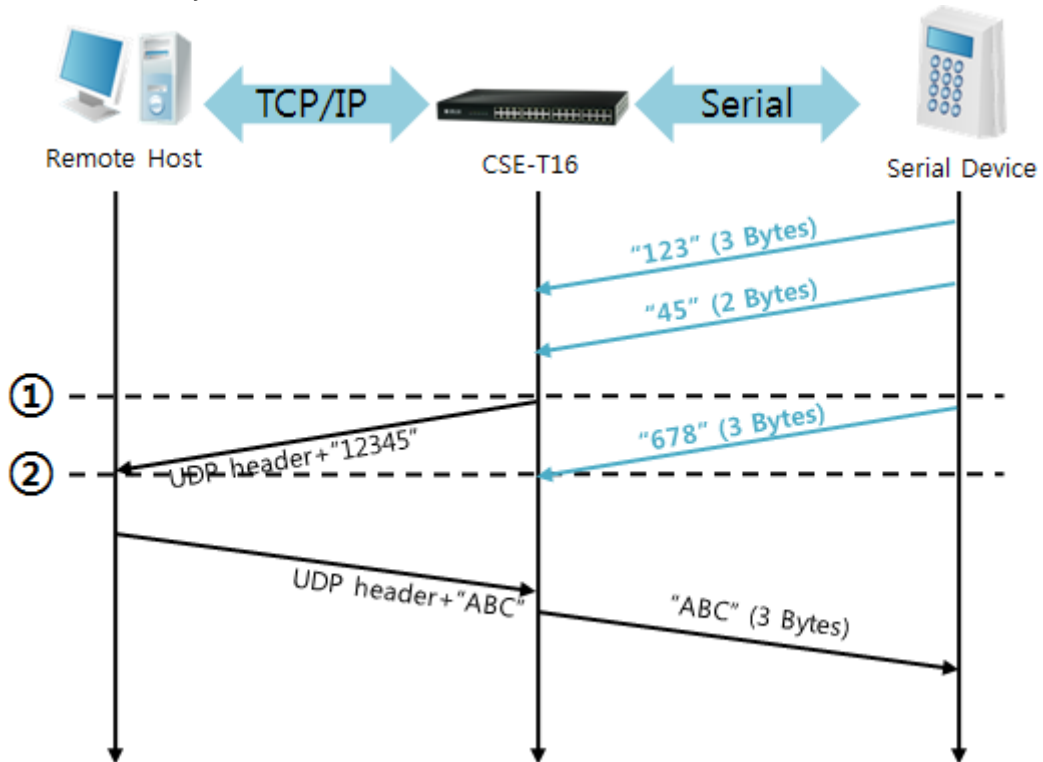 TCP/IP
Serial
Remote Host
CSE-T16
Serial Device
"123" (3 Bytes)
"45" (2 Bytes)
①
"678" (3 Bytes)
UDP header+"12345"
②
UDP header+"ABC"
"ABC" (3 Bytes)